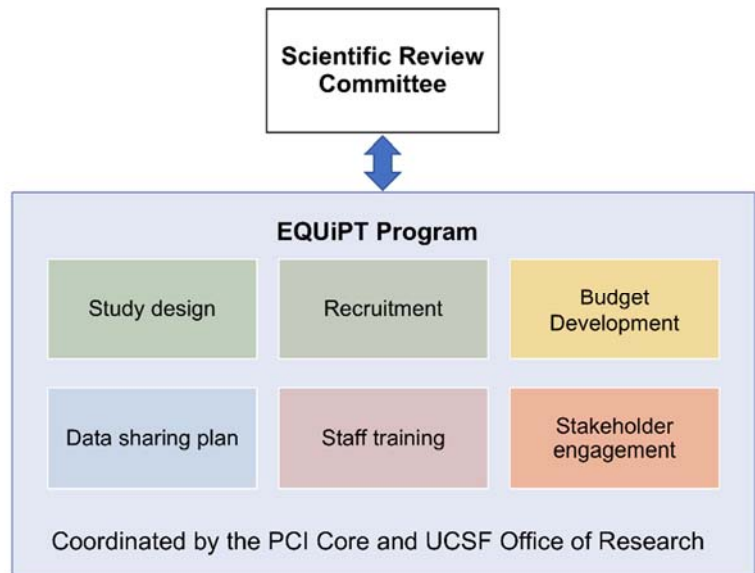 Scientific Review
Committee
EQUiPT Program
Study design
Recruitment
Budget
Development
Data sharing plan
Staff training
Stakeholder
engagement
Coordinated by the PCI Core and UCSF Office of Research